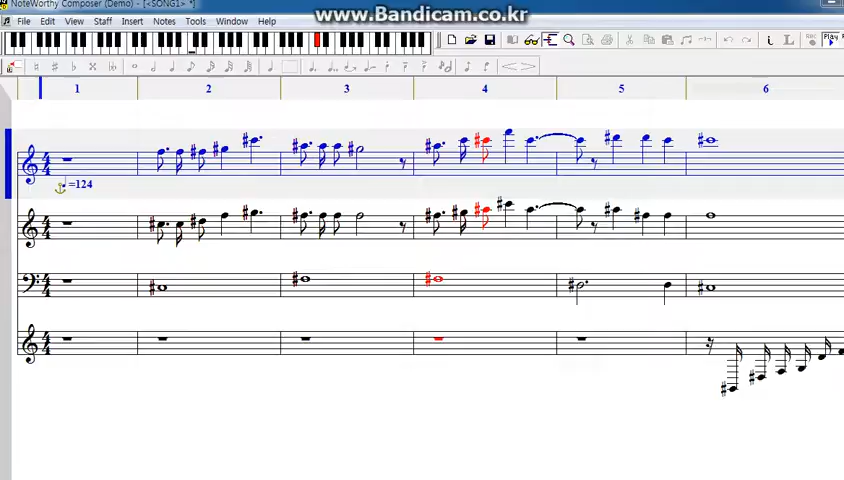 www.Bandicam.co.kr
NoteWorthy Composer (Demo) - [<SONG1> *]
File Edit View Staff Insert Notes Tools Window Help
Play
1 2 3 4 5 6
=124